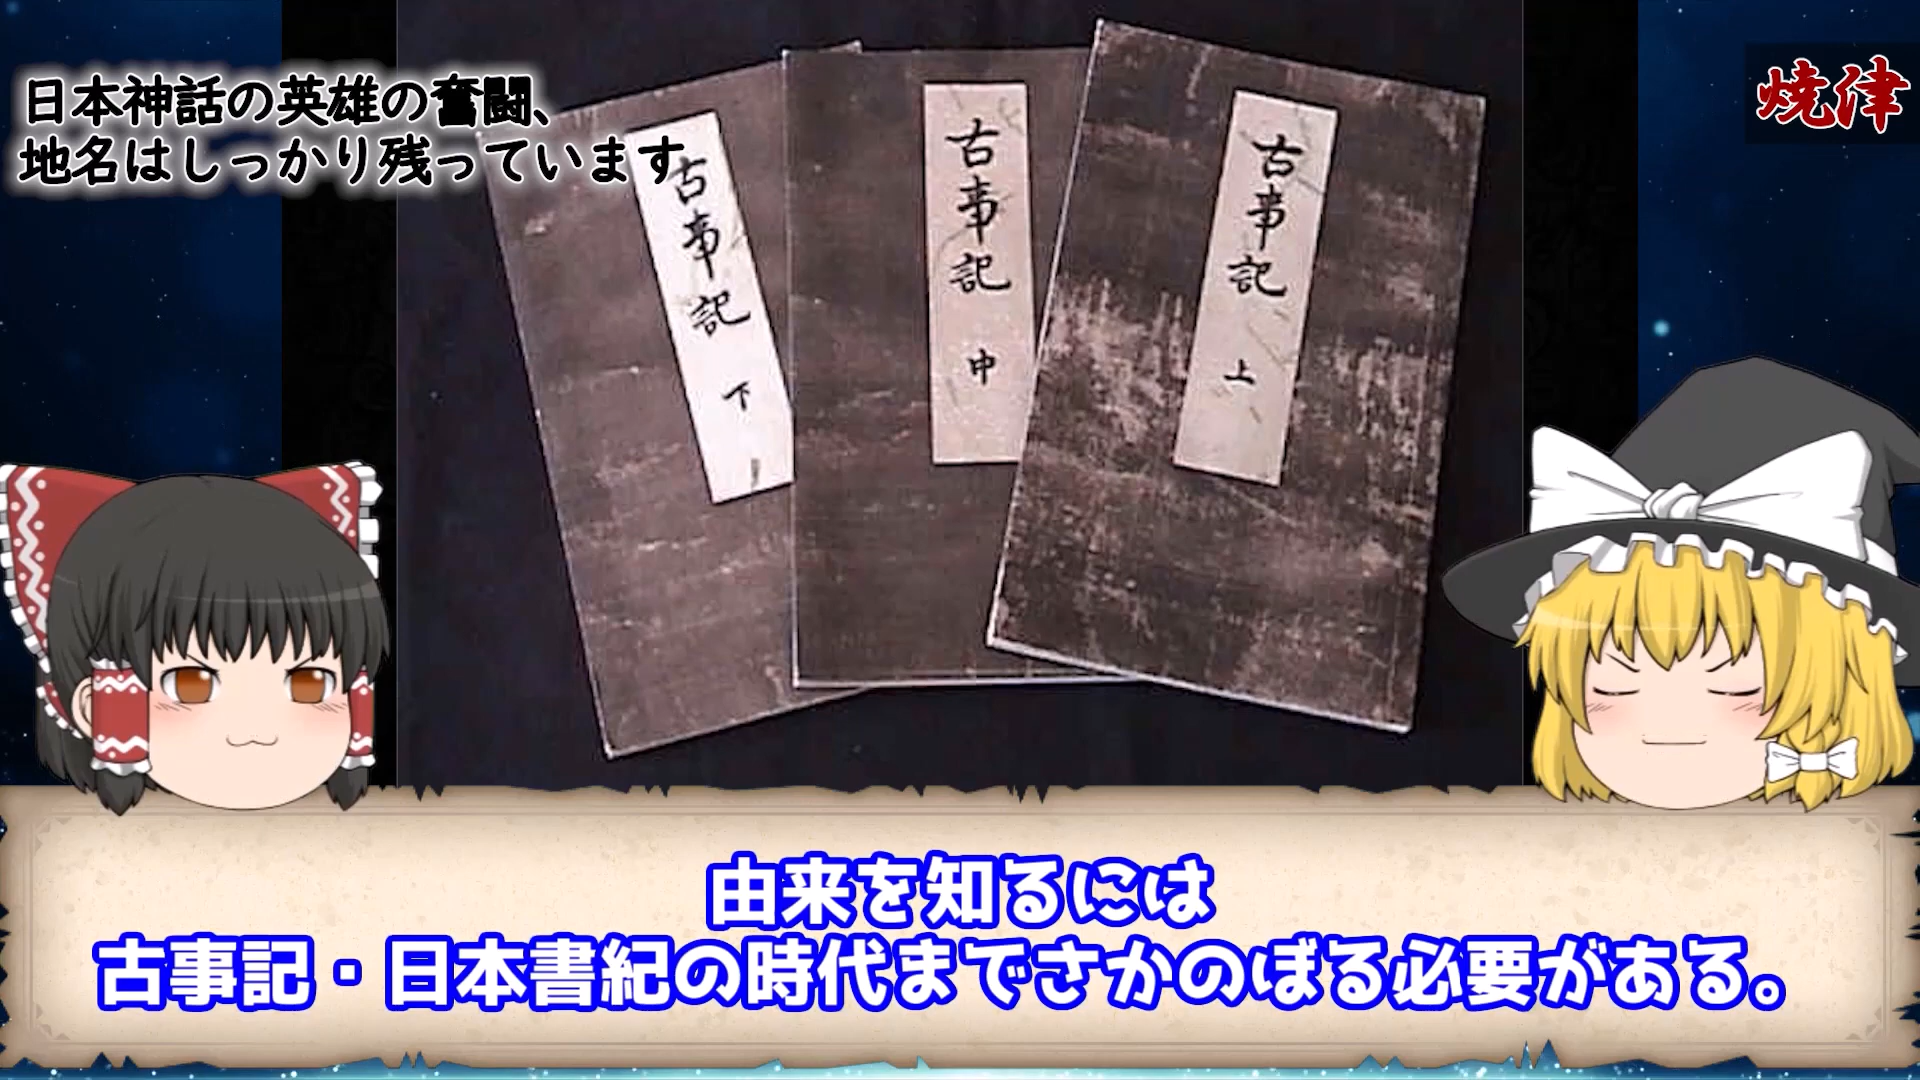 日本神話の英雄の奮闘、
地名はしっかり残っています
焼津
古事記 上
古事記 中
古事記 下
由来を知るには
古事記・日本書紀の時代までさかのぼる必要がある。